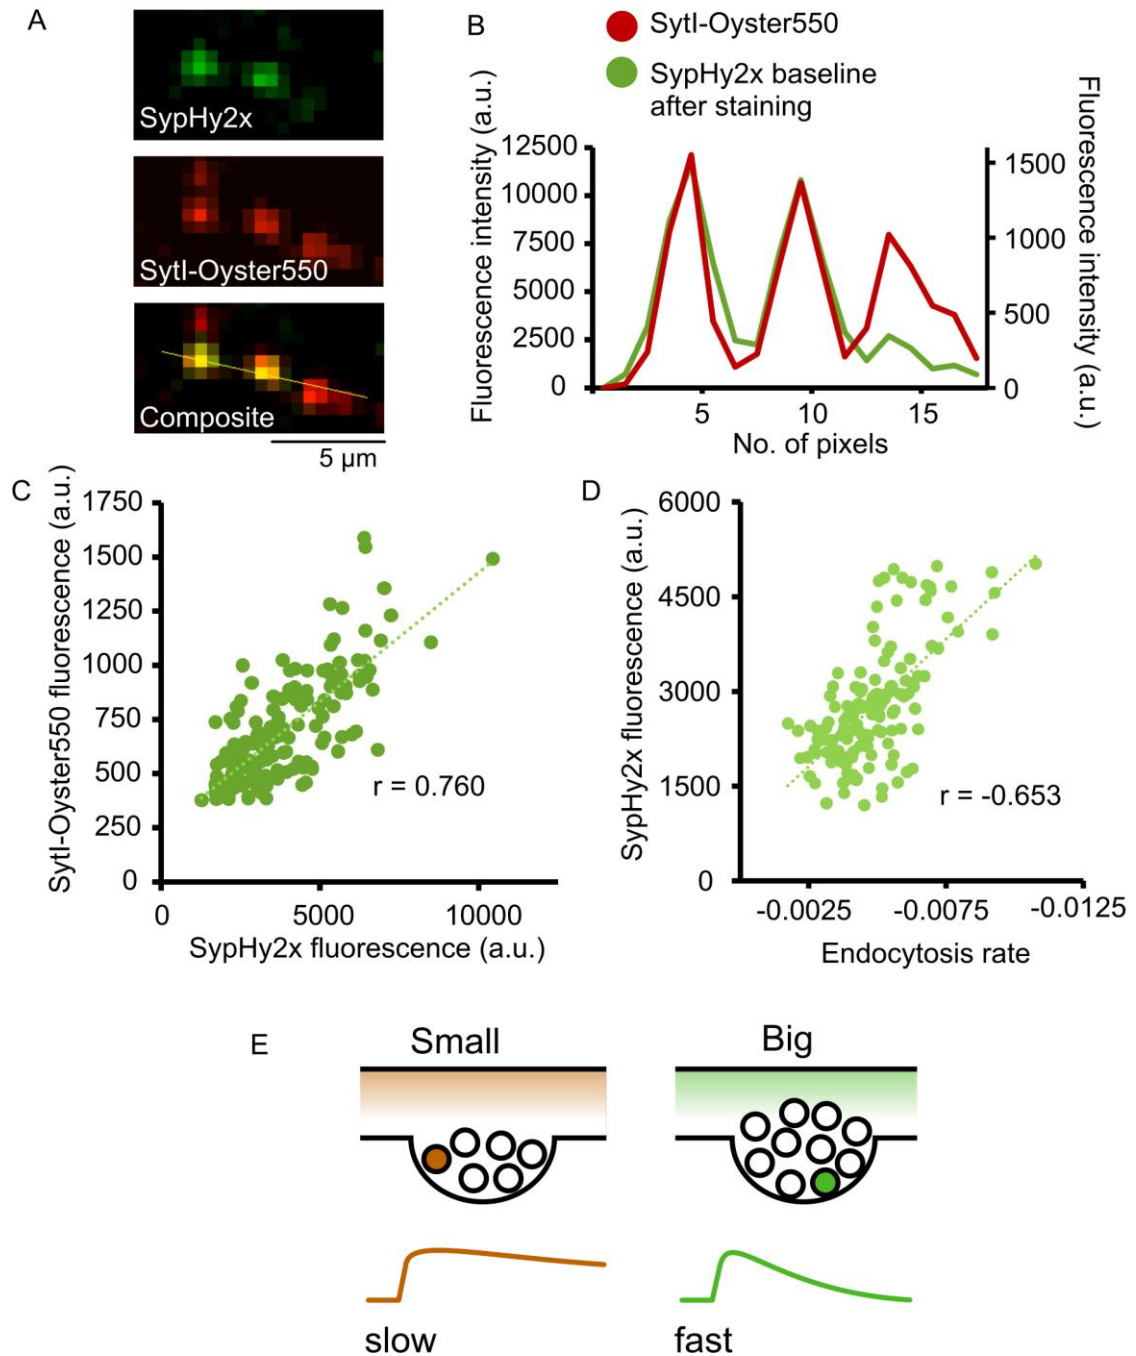 A
SypHy2x
SytI-Oyster550
Composite
5 µm
B
SytI-Oyster550
SypHy2x baseline
after staining
Fluorescence intensity (a.u.)
12500
10000
7500
5000
2500
0
1500
1000
500
0
Fluorescence intensity (a.u.)
5
10
15
No. of pixels
C
SytI-Oyster550 fluorescence (a.u.)
1750
1500
1250
1000
750
500
250
0
r = 0.760
0
5000
10000
SypHy2x fluorescence (a.u.)
D
SypHy2x fluorescence (a.u.)
6000
4500
3000
1500
0
r = -0.653
-0.0025
-0.0075
-0.0125
Endocytosis rate
E
Small
Big
slow
fast